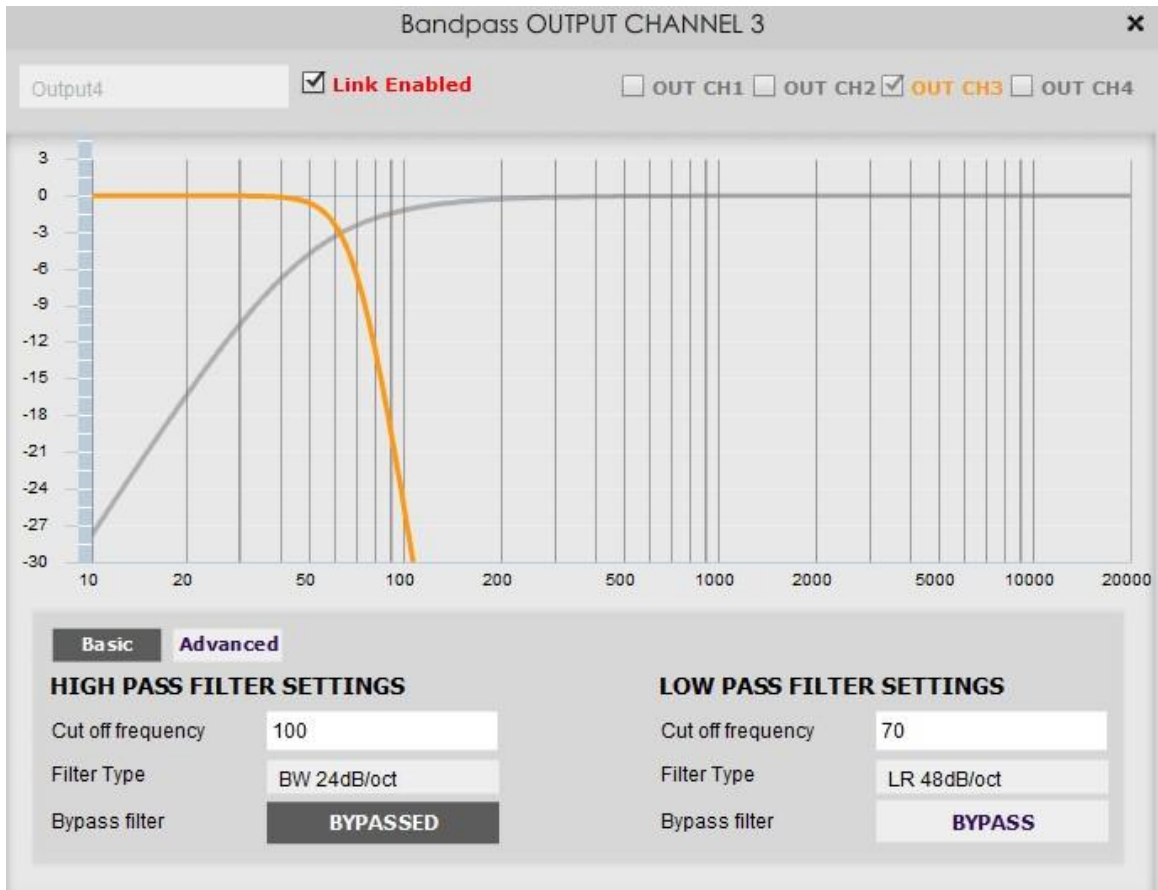 Bandpass OUTPUT CHANNEL 3
Output4
Link Enabled
OUT CH1 OUT CH2 OUT CH3 OUT CH4
3
0
-3
-6
-9
-12
-15
-18
-21
-24
-27
-30
10 20 50 100 200 500 1000 2000 5000 10000 20000
Basic Advanced
HIGH PASS FILTER SETTINGS
Cut off frequency 100
Filter Type BW 24dB/oct
Bypass filter BYPASSED
LOW PASS FILTER SETTINGS
Cut off frequency 70
Filter Type LR 48dB/oct
Bypass filter BYPASS